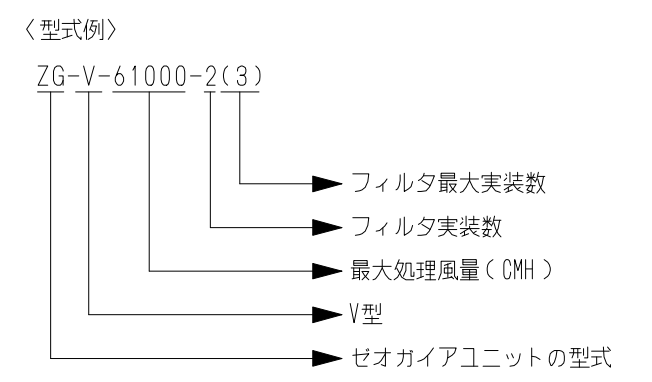 〈型式例〉
ZG-V-61000-2(3)
フィルタ最大実装数
フィルタ実装数
最大処理風量(CMH)
V型
ゼオガイアユニットの型式